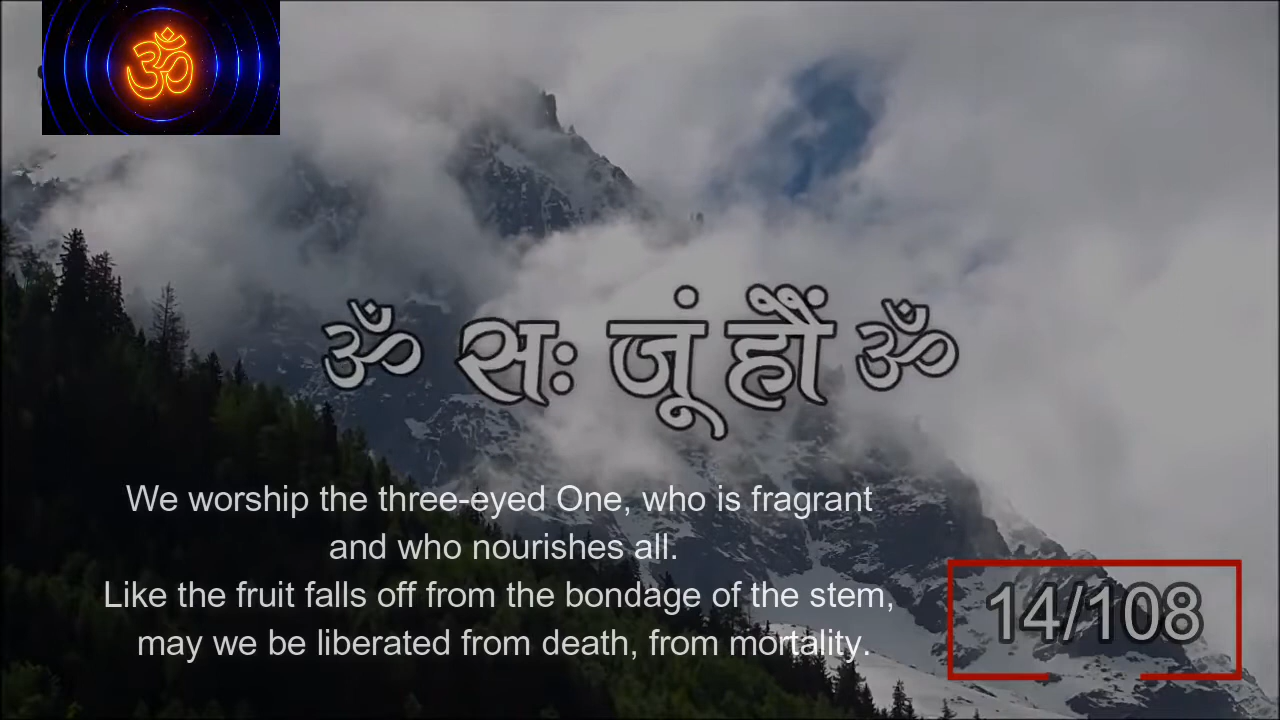 ॐ
ॐ सः जूं हौं ॐ
We worship the three-eyed One, who is fragrant
and who nourishes all.
Like the fruit falls off from the bondage of the stem,
may we be liberated from death, from mortality.
14/108